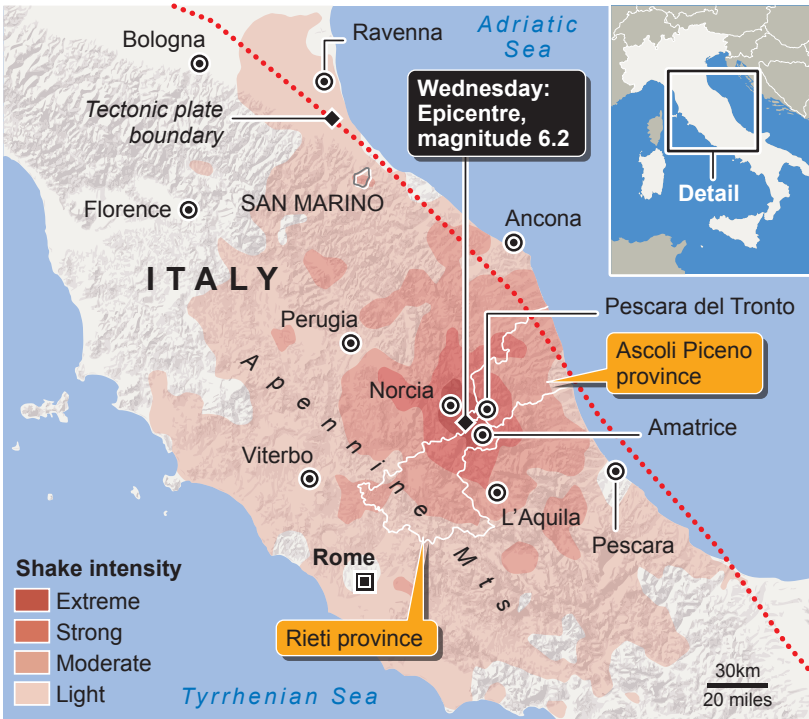 Bologna
Ravenna
Adriatic
Sea
Tectonic plate
boundary
Wednesday:
Epicentre,
magnitude 6.2
Detail
Florence
SAN MARINO
Ancona
ITALY
Perugia
Pescara del Tronto
Ascoli Piceno
province
Norcia
Amatrice
Apennine Mts
Viterbo
L'Aquila
Pescara
Rome
Rieti province
Shake intensity
Extreme
Strong
Moderate
Light
Tyrrhenian Sea
30km
20 miles